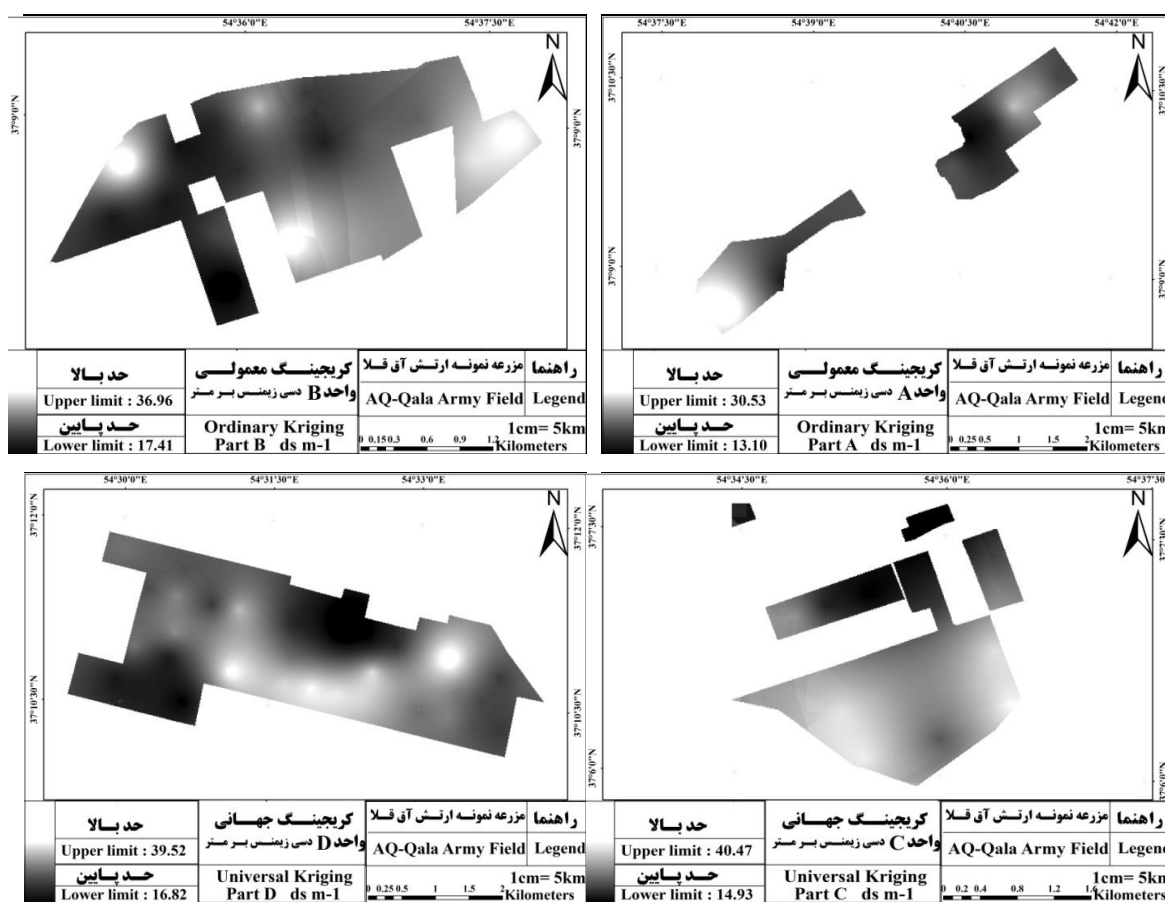 54°36'0"E 54°37'30"E
N
37°9'0"N 37°9'0"N
حد بالا
Upper limit : 36.96
حد پایین
Lower limit : 17.41
کریجینگ معمولی
واحد B دسی زیمنس بر متر
Ordinary Kriging
Part B ds m-1
مزرعه نمونه ارتش آق قلا
راهنما
AQ-Qala Army Field
Legend
1cm= 5km
0 0.15 0.3 0.6 0.9 1.2
Kilometers
54°37'30"E 54°39'0"E 54°40'30"E 54°42'0"E
N
37°10'30"N 37°10'30"N
37°9'0"N 37°9'0"N
حد بالا
Upper limit : 30.53
حد پایین
Lower limit : 13.10
کریجینگ معمولی
واحد A دسی زیمنس بر متر
Ordinary Kriging
Part A ds m-1
مزرعه نمونه ارتش آق قلا
راهنما
AQ-Qala Army Field
Legend
1cm= 5km
0 0.25 0.5 1 1.5 2
Kilometers
54°30'0"E 54°31'30"E 54°33'0"E
N
37°12'0"N 37°12'0"N
37°10'30"N 37°10'30"N
حد بالا
Upper limit : 39.52
حد پایین
Lower limit : 16.82
کریجینگ جهانی
واحد D دسی زیمنس بر متر
Universal Kriging
Part D ds m-1
مزرعه نمونه ارتش آق قلا
راهنما
AQ-Qala Army Field
Legend
1cm= 5km
0 0.25 0.5 1 1.5 2
Kilometers
54°34'30"E 54°36'0"E 54°37'30"E
N
37°7'30"N 37°7'30"N
37°6'0"N 37°6'0"N
حد بالا
Upper limit : 40.47
حد پایین
Lower limit : 14.93
کریجینگ جهانی
واحد C دسی زیمنس بر متر
Universal Kriging
Part C ds m-1
مزرعه نمونه ارتش آق قلا
راهنما
AQ-Qala Army Field
Legend
1cm= 5km
0 0.2 0.4 0.8 1.2 1.6
Kilometers